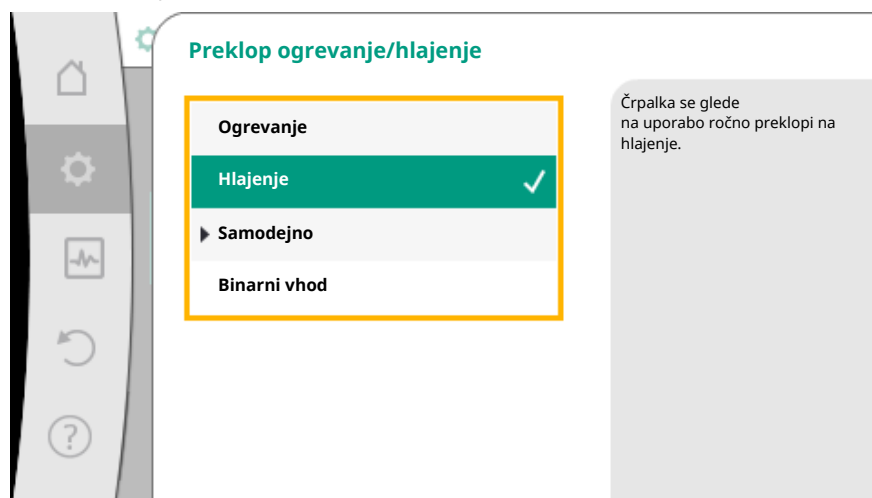 Preklop ogrevanje/hlajenje
Ogrevanje
Hlajenje
Samodejno
Binarni vhod
Črpalka se glede
na uporabo ročno preklopi na
hlajenje.
?